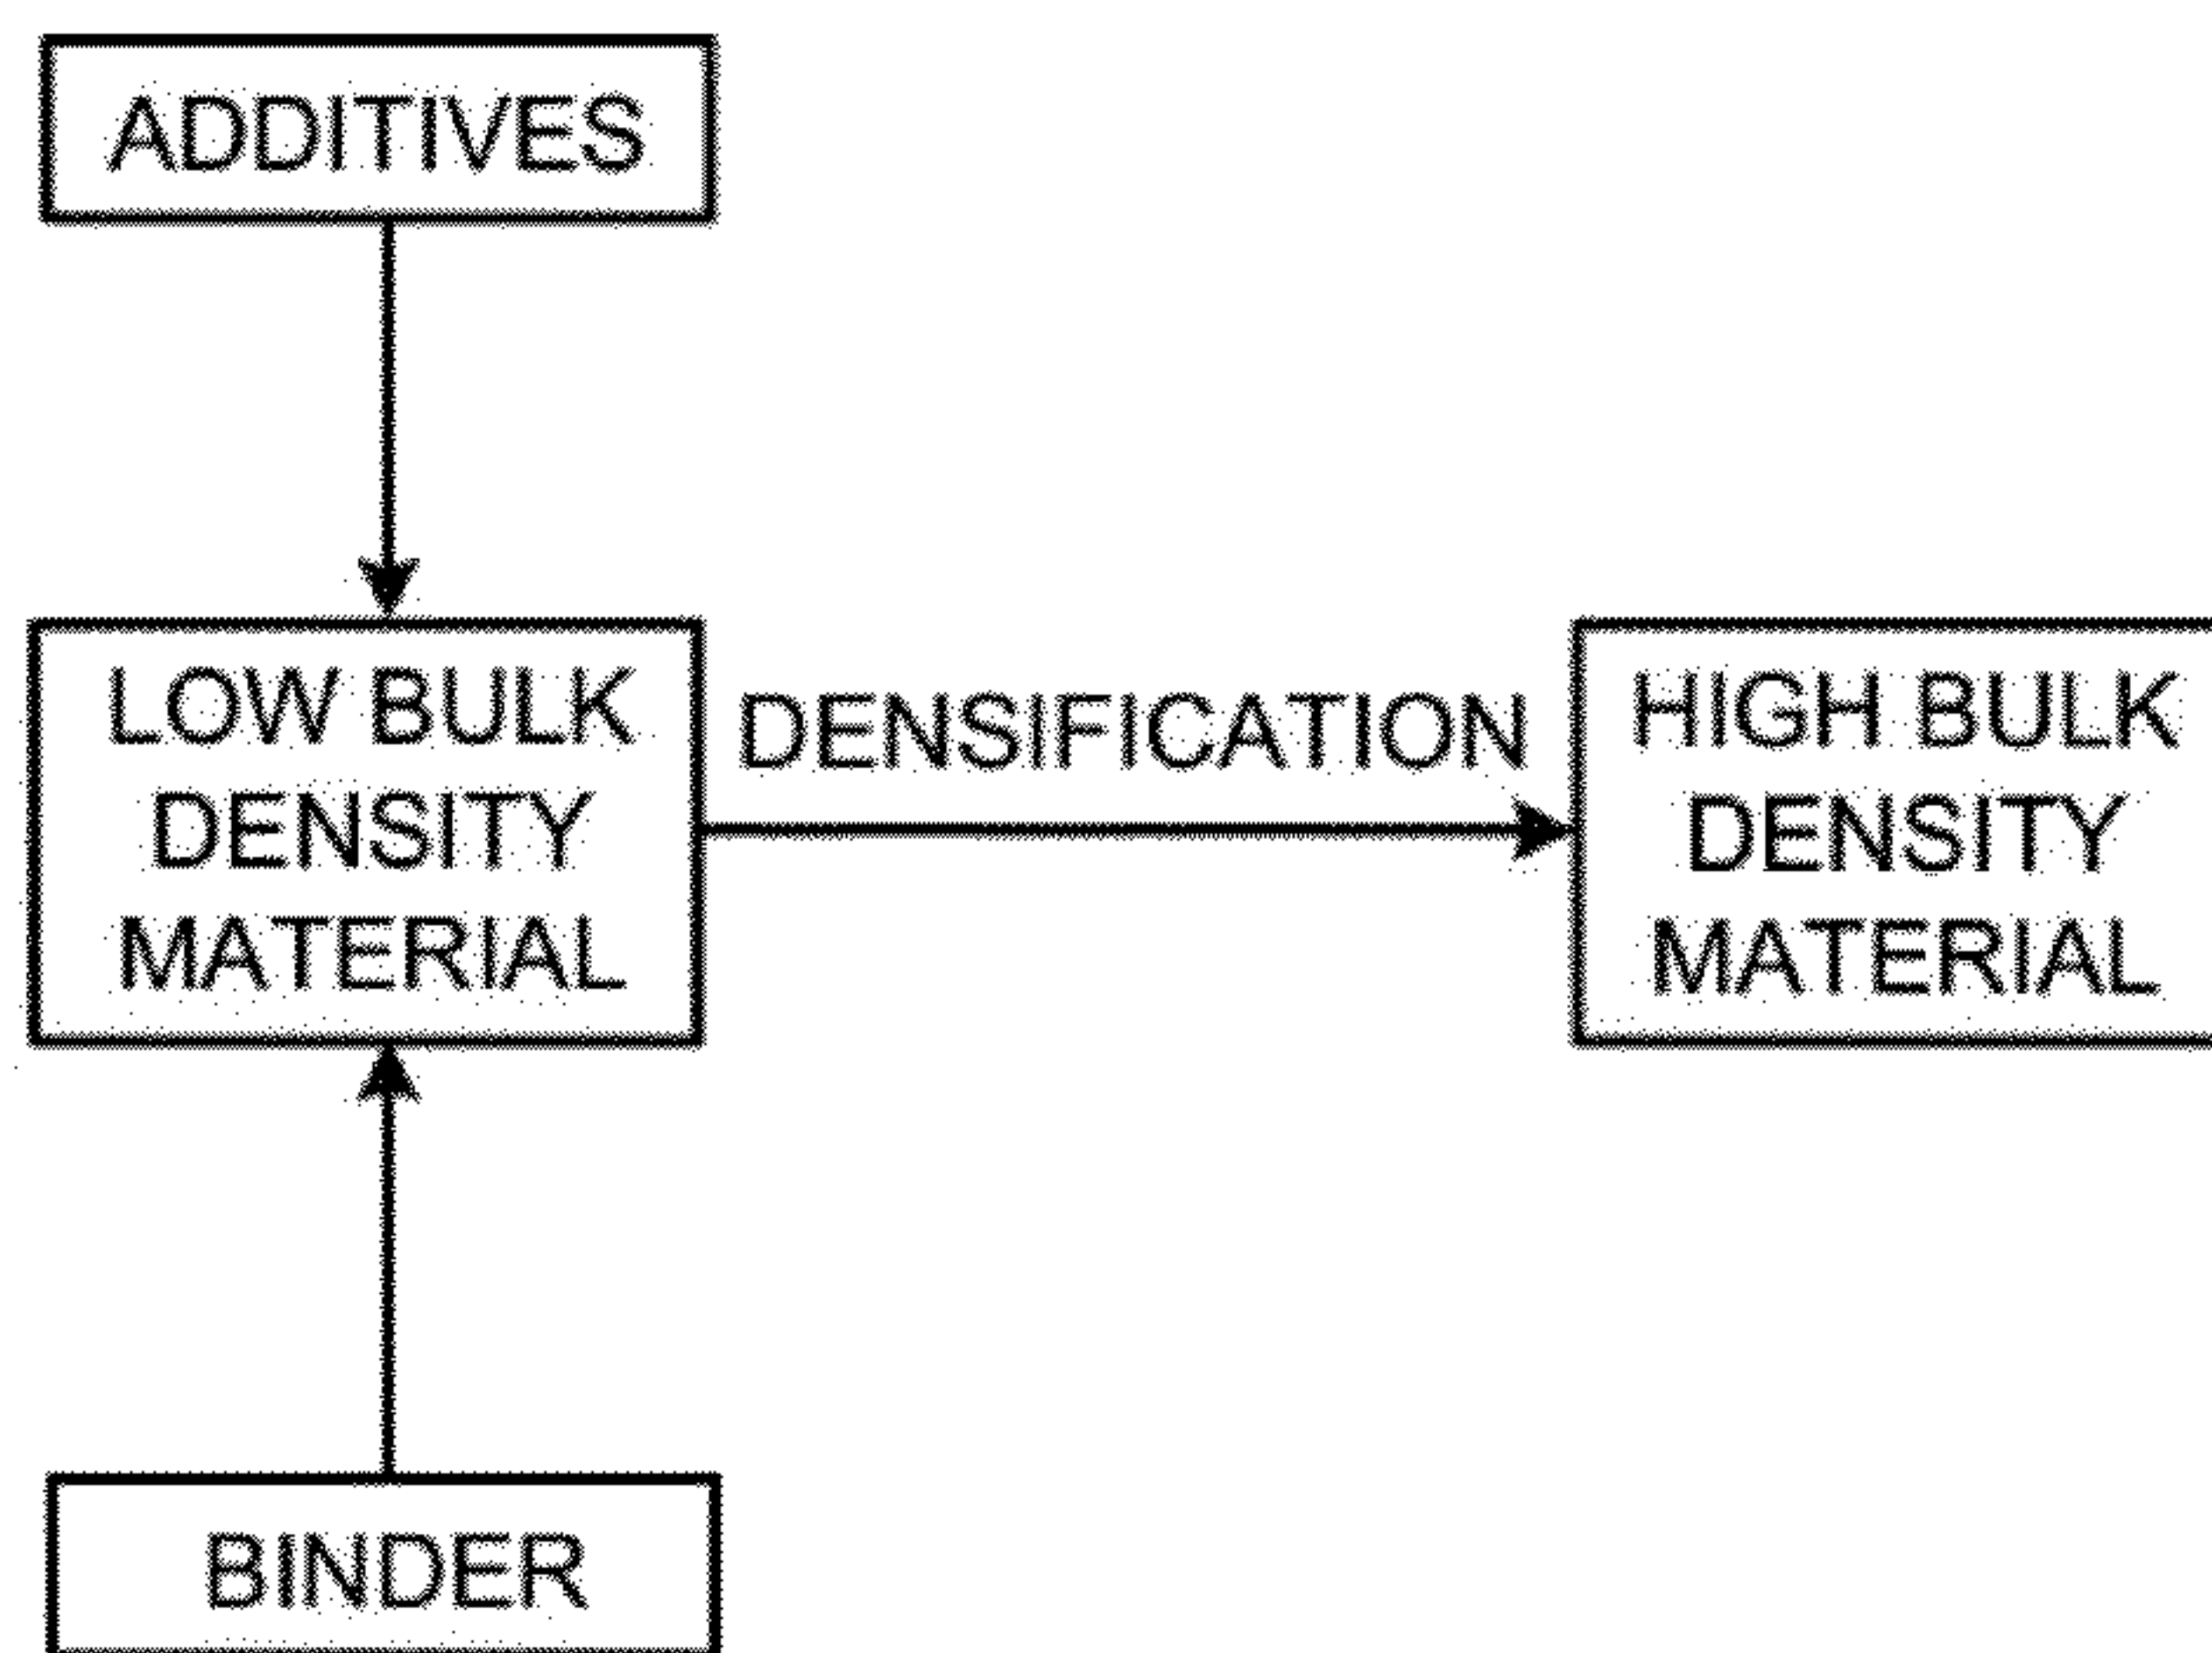 ADDITIVES
LOW BULK
DENSITY
MATERIAL
DENSIFICATION
HIGH BULK
DENSITY
MATERIAL
BINDER